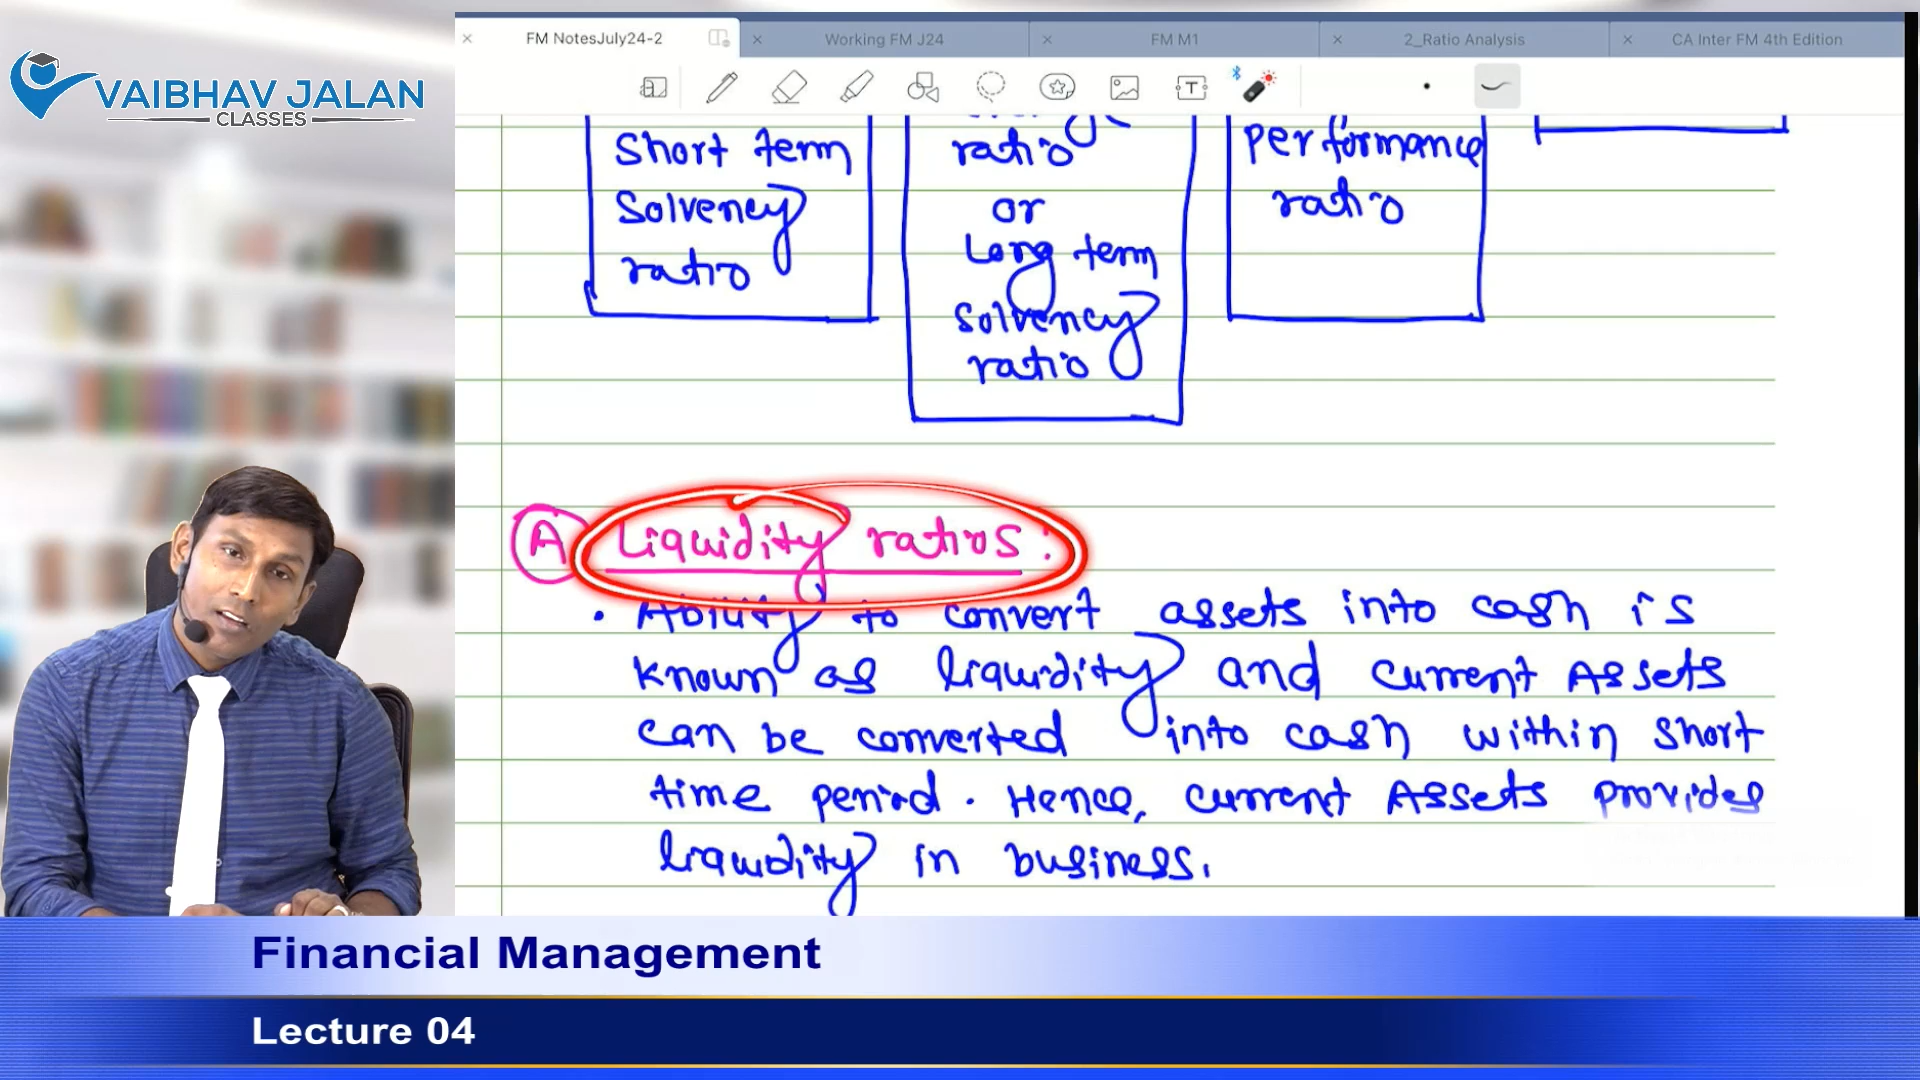 VAIBHAV JALAN
CLASSES
FM NotesJuly24-2
Working FM J24
FM M1
2_Ratio Analysis
CA Inter FM 4th Edition
Short term
Solvency
ratio
ratio
or
Long term
Solvency
ratio
performance
ratio
A Liquidity ratios :
• Ability to convert assets into cash is
known as liquidity and current Assets
can be converted into cash within short
time period. Hence, current Assets provides
liquidity in business.
Financial Management
Lecture 04